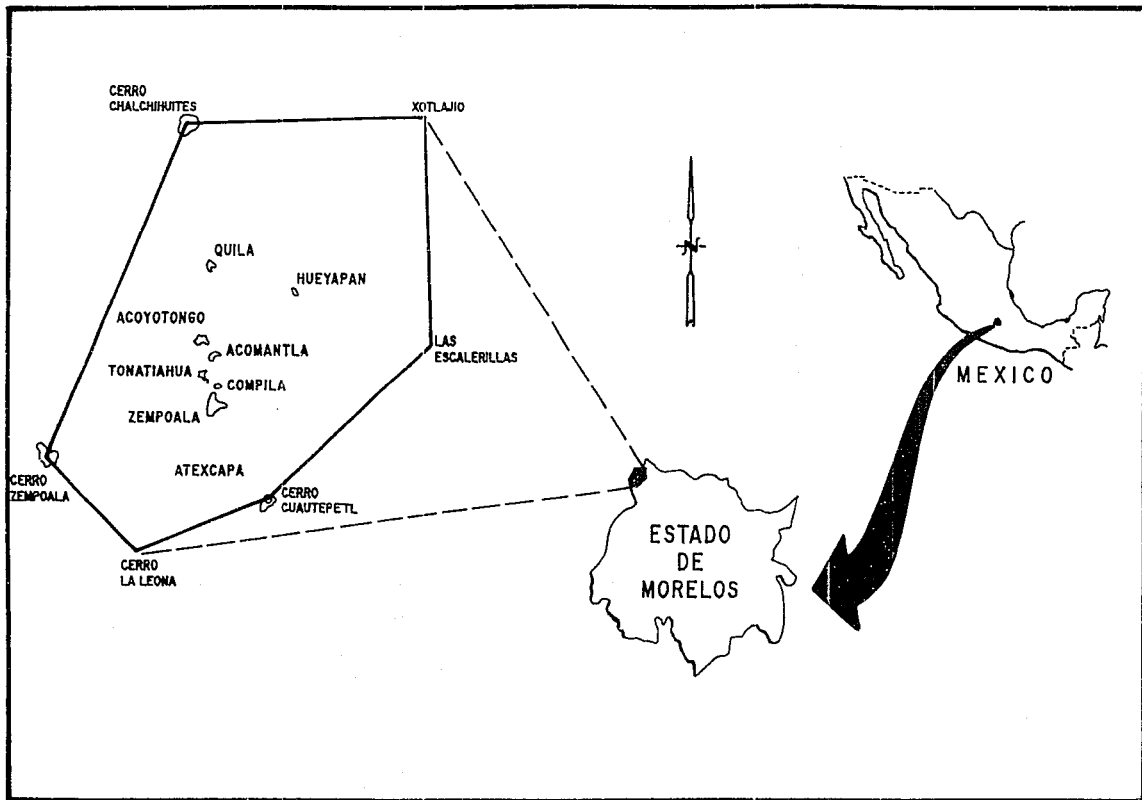 CERRO
CHALCHIHUITES
XOTLAJIO
QUILA
HUEYAPAN
ACOYOTONGO
ACOMANTLA
TONATIAHUA
COMPILA
ZEMPOALA
LAS
ESCALERILLAS
CERRO
ZEMPOALA
ATEXCAPA
CERRO
CUAUTEPETL
CERRO
LA LEONA
N
MEXICO
ESTADO
DE
MORELOS